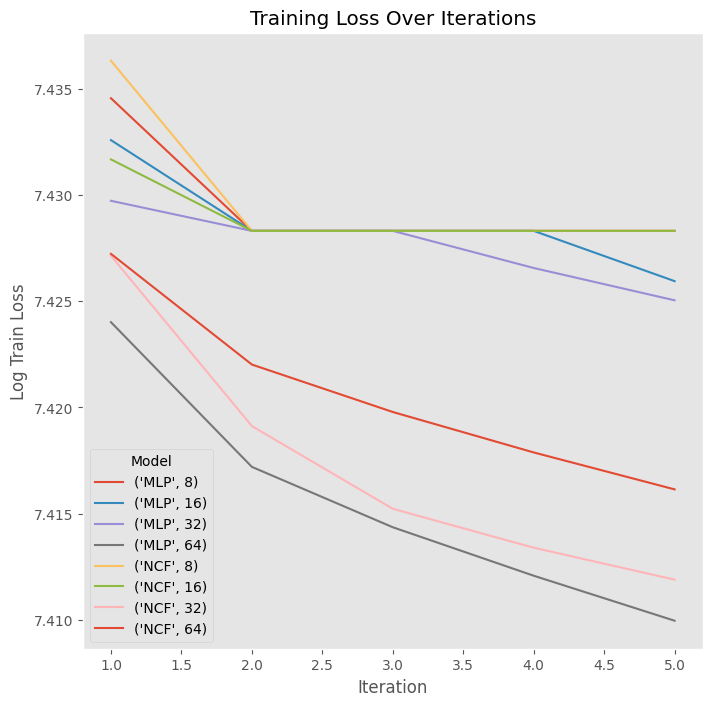 Training Loss Over Iterations
Log Train Loss
7.435
7.430
7.425
7.420
7.415
7.410
Model
('MLP', 8)
('MLP', 16)
('MLP', 32)
('MLP', 64)
('NCF', 8)
('NCF', 16)
('NCF', 32)
('NCF', 64)
1.0 1.5 2.0 2.5 3.0 3.5 4.0 4.5 5.0
Iteration